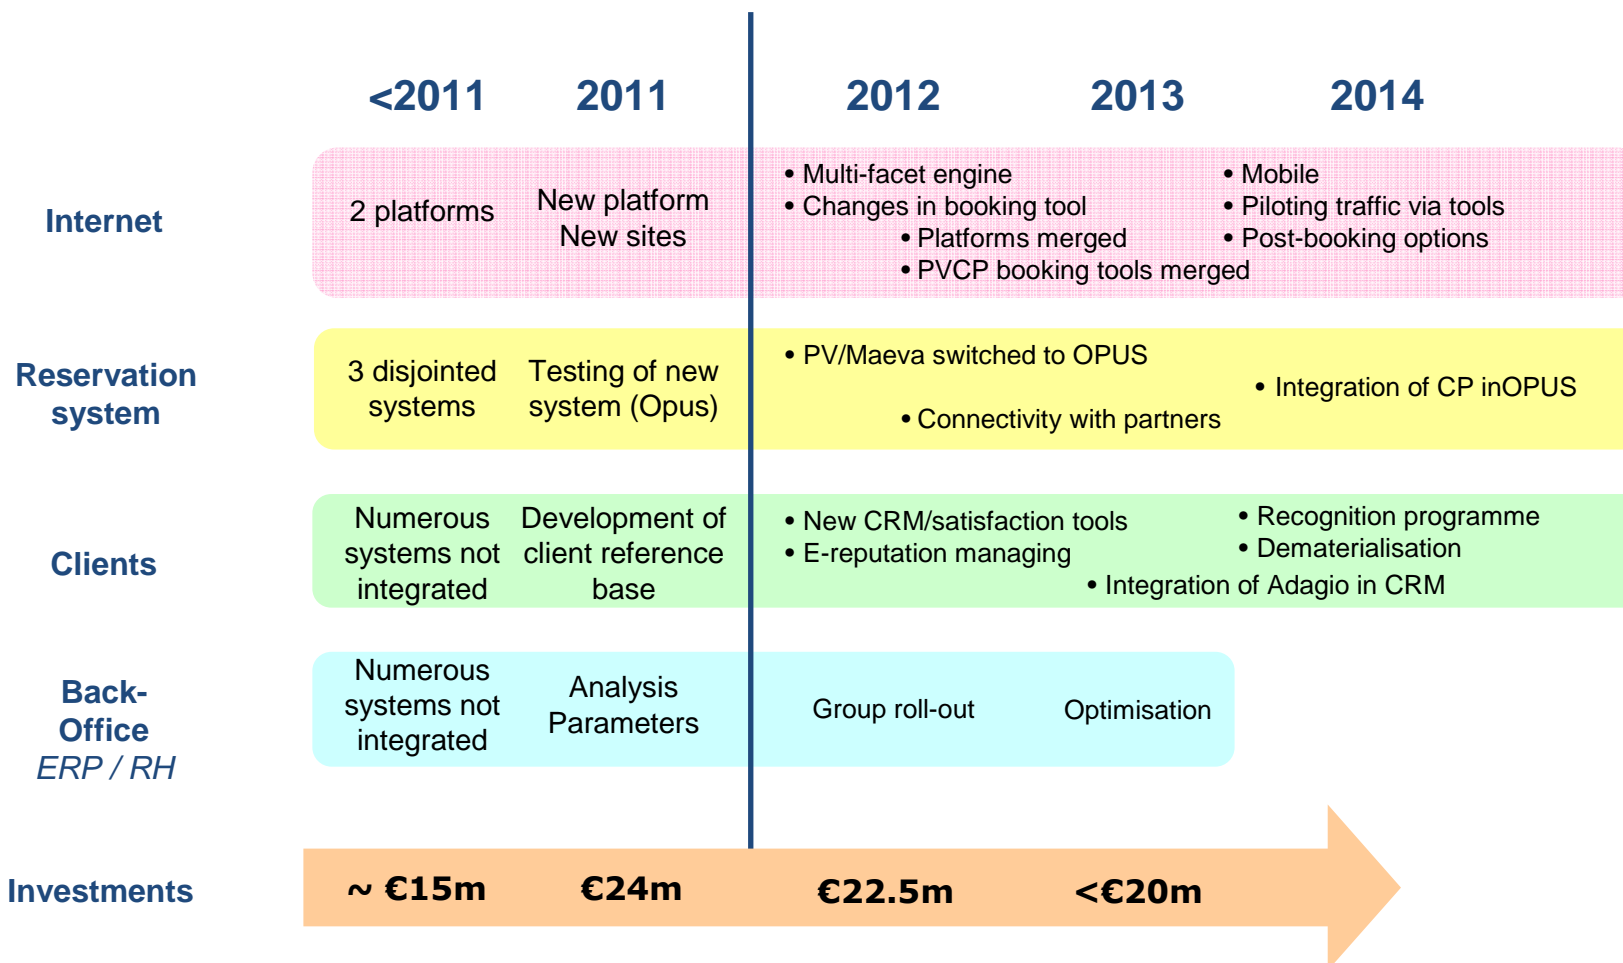 <2011 2011 2012 2013 2014
Internet
2 platforms
New platform
New sites
• Multi-facet engine
• Changes in booking tool
• Platforms merged
• PVCP booking tools merged
• Mobile
• Piloting traffic via tools
• Post-booking options
Reservation
system
3 disjointed
systems
Testing of new
system (Opus)
• PV/Maeva switched to OPUS
• Connectivity with partners
• Integration of CP inOPUS
Clients
Numerous
systems not
integrated
Development of
client reference
base
• New CRM/satisfaction tools
• E-reputation managing
• Recognition programme
• Dematerialisation
• Integration of Adagio in CRM
Back-
Office
ERP / RH
Numerous
systems not
integrated
Analysis
Parameters
Group roll-out
Optimisation
Investments
~ €15m €24m €22.5m <€20m